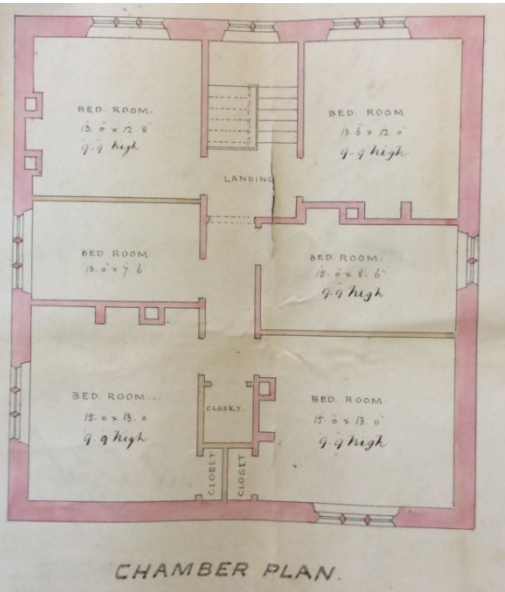 BED. ROOM.
13. 0 x 12. 8
9-9 high
BED. ROOM
13. 6 x 12. 0
9-9 high
LANDING
BED. ROOM
13. 0 x 7. 6
BED. ROOM.
15. 0 x 8. 6
9-9 high
BED. ROOM.
15. 0 x 13. 0
9. 9 high
CLOSET.
BED. ROOM.
15. 0 x 13. 0
9-9 high
CLOSET
CLOSET
CHAMBER PLAN.